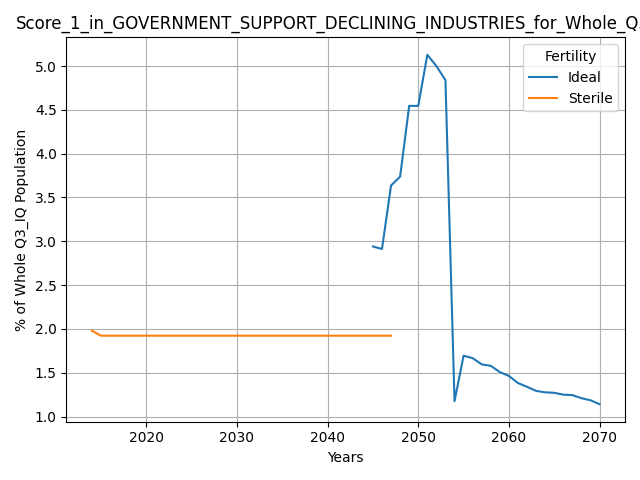 Score_1_in_GOVERNMENT_SUPPORT_DECLINING_INDUSTRIES_for_Whole_Q
Fertility
Ideal
Sterile
% of Whole Q3_IQ Population
5.0
4.5
4.0
3.5
3.0
2.5
2.0
1.5
1.0
2020 2030 2040 2050 2060 2070
Years